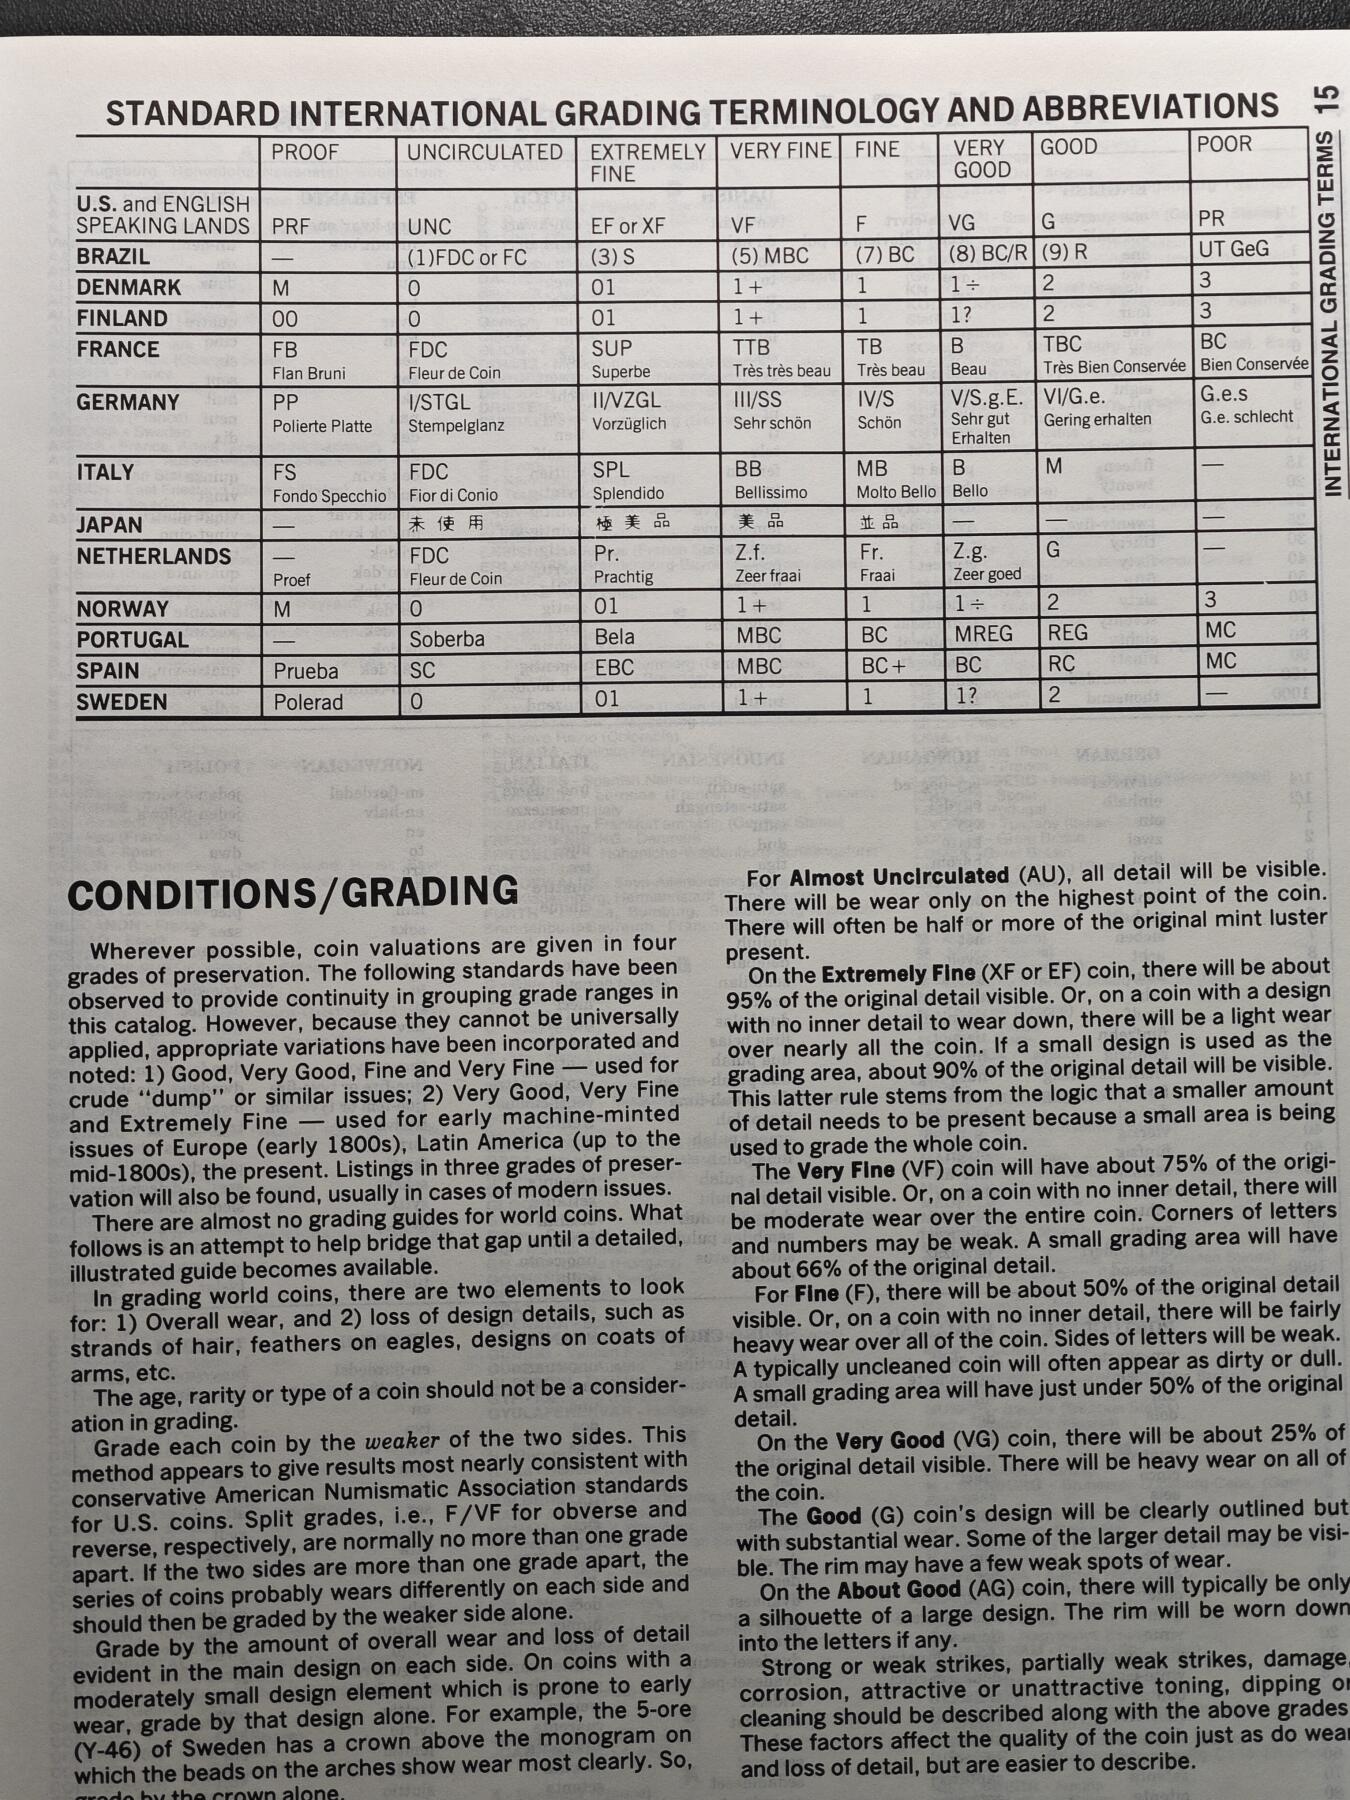 STANDARD INTERNATIONAL GRADING TERMINOLOGY AND ABBREVIATIONS
15
INTERNATIONAL GRADING TERMS
PROOF UNCIRCULATED EXTREMELY FINE VERY FINE FINE VERY GOOD GOOD POOR
U.S. and ENGLISH SPEAKING LANDS PRF UNC EF or XF VF F VG G PR
BRAZIL — (1)FDC or FC (3) S (5) MBC (7) BC (8) BC/R (9) R UT GeG
DENMARK M 0 01 1+ 1 1÷ 2 3
FINLAND 00 0 01 1+ 1 1? 2 3
FRANCE FB FDC SUP TTB TB B TBC BC
Flan Bruni Fleur de Coin Superbe Très très beau Très beau Beau Très Bien Conservée Bien Conservée
GERMANY PP I/STGL II/VZGL III/SS IV/S V/S.g.E. VI/G.e. G.e.s
Polierte Platte Stempelglanz Vorzüglich Sehr schön Schön Sehr gut Erhalten Gering erhalten G.e. schlecht
ITALY FS FDC SPL BB MB B M —
Fondo Specchio Fior di Conio Splendido Bellissimo Molto Bello Bello
JAPAN — 未使用 極美品 美品 並品 — — —
NETHERLANDS — FDC Pr. Z.f. Fr. Z.g. G —
Proef Fleur de Coin Prachtig Zeer fraai Fraai Zeer goed
NORWAY M 0 01 1+ 1 1÷ 2 3
PORTUGAL — Soberba Bela MBC BC MREG REG MC
SPAIN Prueba SC EBC MBC BC+ BC RC MC
SWEDEN Polerad 0 01 1+ 1 1? 2 —
CONDITIONS/GRADING
Wherever possible, coin valuations are given in four
grades of preservation. The following standards have been
observed to provide continuity in grouping grade ranges in
this catalog. However, because they cannot be universally
applied, appropriate variations have been incorporated and
noted: 1) Good, Very Good, Fine and Very Fine — used for
crude "dump" or similar issues; 2) Very Good, Very Fine
and Extremely Fine — used for early machine-minted
issues of Europe (early 1800s), Latin America (up to the
mid-1800s), the present. Listings in three grades of preser-
vation will also be found, usually in cases of modern issues.
There are almost no grading guides for world coins. What
follows is an attempt to help bridge that gap until a detailed,
illustrated guide becomes available.
In grading world coins, there are two elements to look
for: 1) Overall wear, and 2) loss of design details, such as
strands of hair, feathers on eagles, designs on coats of
arms, etc.
The age, rarity or type of a coin should not be a consider-
ation in grading.
Grade each coin by the weaker of the two sides. This
method appears to give results most nearly consistent with
conservative American Numismatic Association standards
for U.S. coins. Split grades, i.e., F/VF for obverse and
reverse, respectively, are normally no more than one grade
apart. If the two sides are more than one grade apart, the
series of coins probably wears differently on each side and
should then be graded by the weaker side alone.
Grade by the amount of overall wear and loss of detail
evident in the main design on each side. On coins with a
moderately small design element which is prone to early
wear, grade by that design alone. For example, the 5-ore
(Y-46) of Sweden has a crown above the monogram on
which the beads on the arches show wear most clearly. So,
grade by the crown alone.
For Almost Uncirculated (AU), all detail will be visible.
There will be wear only on the highest point of the coin.
There will often be half or more of the original mint luster
present.
On the Extremely Fine (XF or EF) coin, there will be about
95% of the original detail visible. Or, on a coin with a design
with no inner detail to wear down, there will be a light wear
over nearly all the coin. If a small design is used as the
grading area, about 90% of the original detail will be visible.
This latter rule stems from the logic that a smaller amount
of detail needs to be present because a small area is being
used to grade the whole coin.
The Very Fine (VF) coin will have about 75% of the origi-
nal detail visible. Or, on a coin with no inner detail, there will
be moderate wear over the entire coin. Corners of letters
and numbers may be weak. A small grading area will have
about 66% of the original detail.
For Fine (F), there will be about 50% of the original detail
visible. Or, on a coin with no inner detail, there will be fairly
heavy wear over all of the coin. Sides of letters will be weak.
A typically uncleaned coin will often appear as dirty or dull.
A small grading area will have just under 50% of the original
detail.
On the Very Good (VG) coin, there will be about 25% of
the original detail visible. There will be heavy wear on all of
the coin.
The Good (G) coin's design will be clearly outlined but
with substantial wear. Some of the larger detail may be visi-
ble. The rim may have a few weak spots of wear.
On the About Good (AG) coin, there will typically be only
a silhouette of a large design. The rim will be worn down
into the letters if any.
Strong or weak strikes, partially weak strikes, damage,
corrosion, attractive or unattractive toning, dipping or
cleaning should be described along with the above grades
These factors affect the quality of the coin just as do wear
and loss of detail, but are easier to describe.